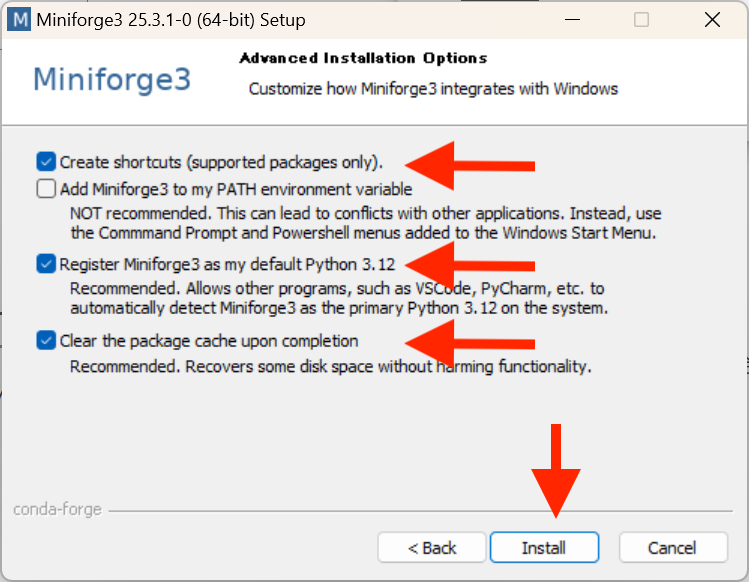 M Miniforge3 25.3.1-0 (64-bit) Setup
Miniforge3
Advanced Installation Options
Customize how Miniforge3 integrates with Windows
Create shortcuts (supported packages only).
Add Miniforge3 to my PATH environment variable
NOT recommended. This can lead to conflicts with other applications. Instead, use
the Commmand Prompt and Powershell menus added to the Windows Start Menu.
Register Miniforge3 as my default Python 3.12
Recommended. Allows other programs, such as VSCode, PyCharm, etc. to
automatically detect Miniforge3 as the primary Python 3.12 on the system.
Clear the package cache upon completion
Recommended. Recovers some disk space without harming functionality.
conda-forge
< Back
Install
Cancel